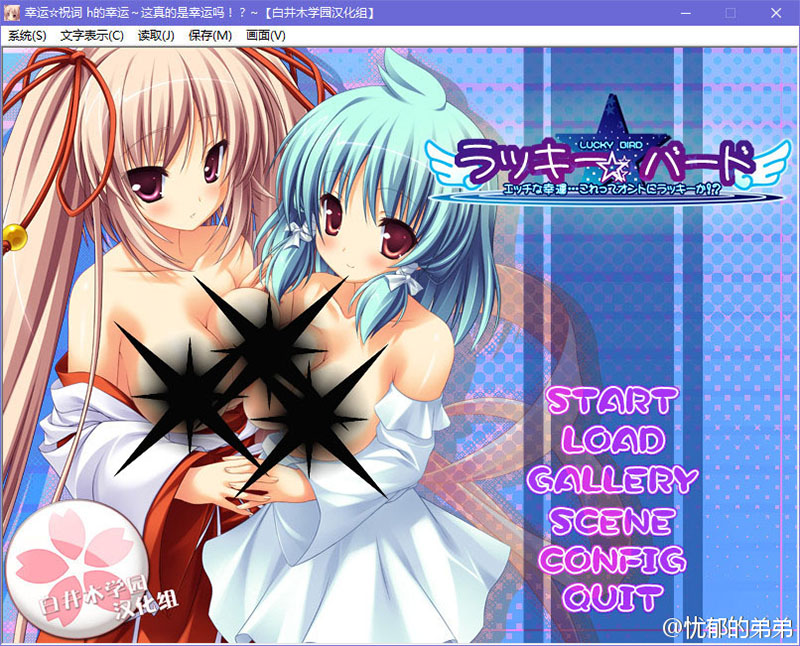 幸运☆祝词 h的幸运～这真的是幸运吗！？～【白井木学园汉化组】
系统(S) 文字表示(C) 读取(J) 保存(M) 画面(V)
LUCKY BIRD
ラッキー☆バード
エッチな幸運…これってホントにラッキーか!?
START
LOAD
GALLERY
SCENE
CONFIG
QUIT
白井木学园
汉化组
@忧郁的弟弟